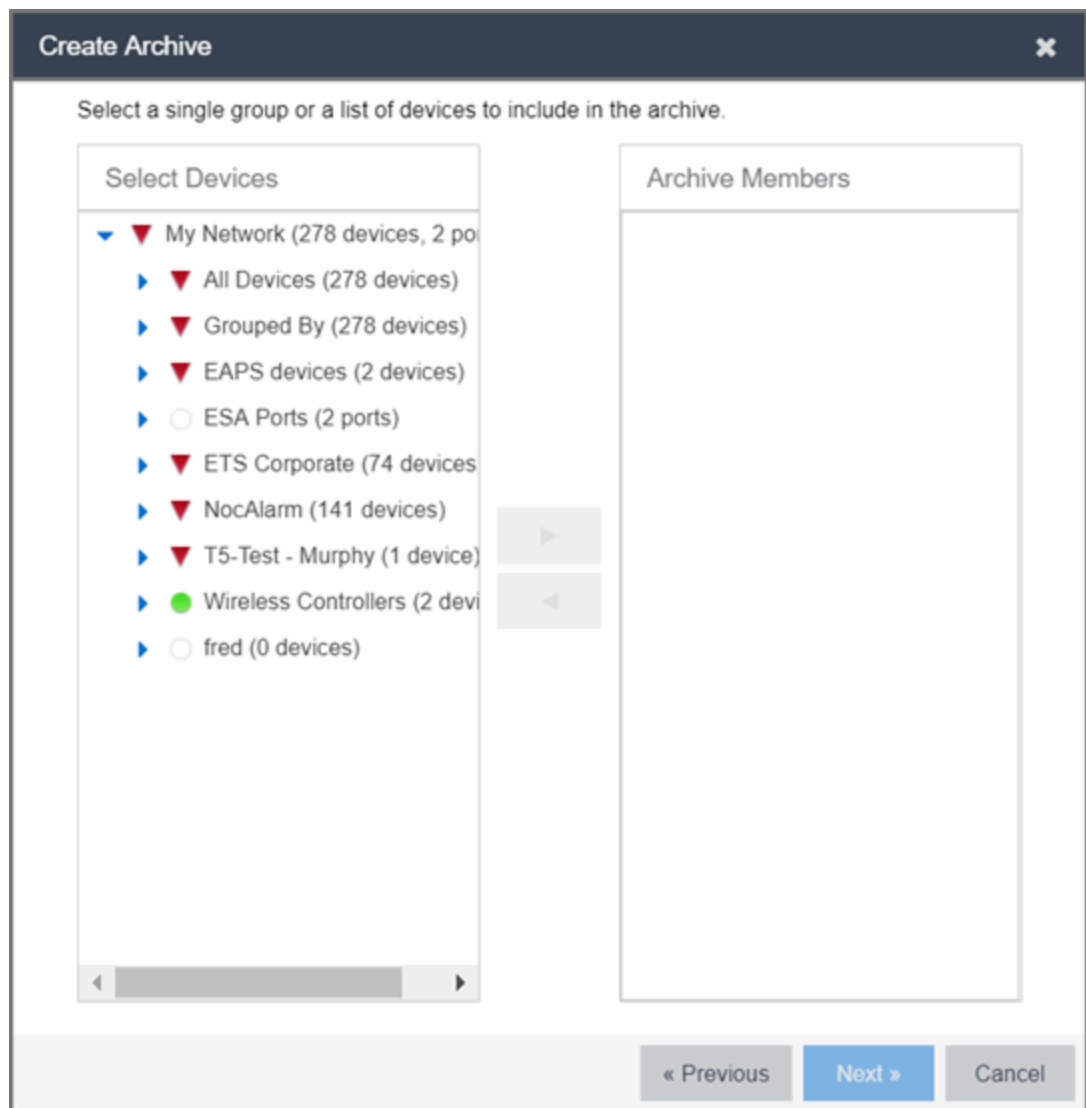 Create Archive
Select a single group or a list of devices to include in the archive.
Select Devices
Archive Members
My Network (278 devices, 2 
All Devices (278 devices)
Grouped By (278 devices)
EAPS devices (2 devices)
ESA Ports (2 ports)
ETS Corporate (74 devices
NocAlarm (141 devices)
T5-Test - Murphy (1 device)
Wireless Controllers (2
fred (0 devices)
« Previous
Next »
Cancel